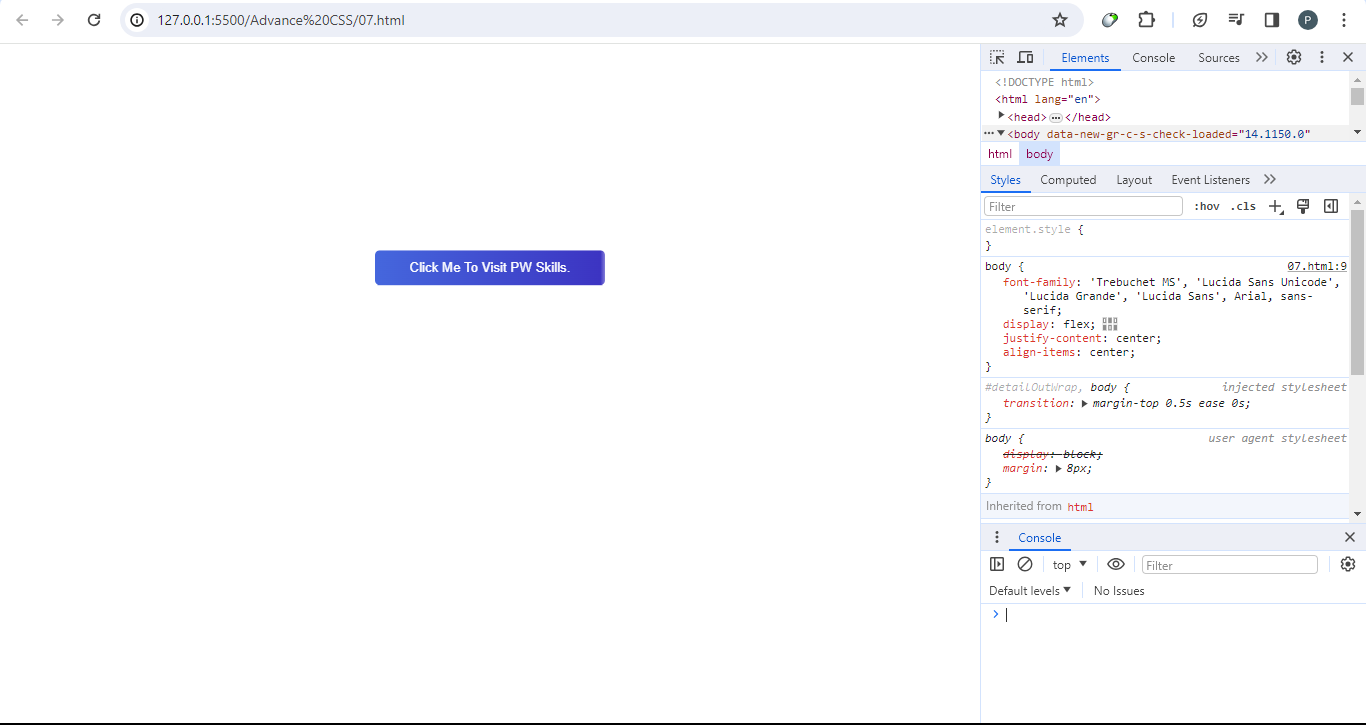 127.0.0.1:5500/Advance%20CSS/07.html
P
Click Me To Visit PW Skills.
Elements Console Sources
<!DOCTYPE html>
<html lang="en">
<head> ... </head>
<body data-new-gr-c-s-check-loaded="14.1150.0"
html body
Styles Computed Layout Event Listeners
Filter :hov .cls
element.style {
}
body { 07.html:9
font-family: 'Trebuchet MS', 'Lucida Sans Unicode',
'Lucida Grande', 'Lucida Sans', Arial, sans-
serif;
display: flex;
justify-content: center;
align-items: center;
}
#detailOutWrap, body { injected stylesheet
transition: margin-top 0.5s ease 0s;
}
body { user agent stylesheet
display: block;
margin: 8px;
}
Inherited from html
Console
top Filter
Default levels No Issues